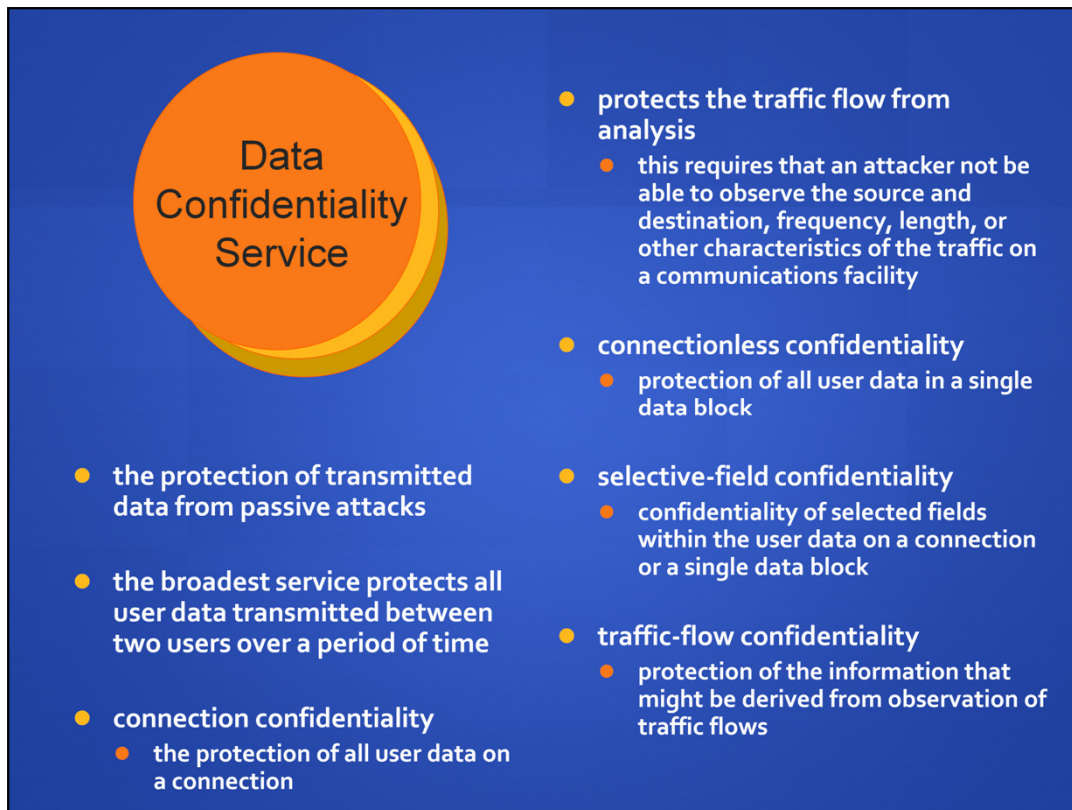 Data
Confidentiality
Service
the protection of transmitted
data from passive attacks
the broadest service protects all
user data transmitted between
two users over a period of time
connection confidentiality
the protection of all user data on
a connection
protects the traffic flow from
analysis
this requires that an attacker not be
able to observe the source and
destination, frequency, length, or
other characteristics of the traffic on
a communications facility
connectionless confidentiality
protection of all user data in a single
data block
selective-field confidentiality
confidentiality of selected fields
within the user data on a connection
or a single data block
traffic-flow confidentiality
protection of the information that
might be derived from observation of
traffic flows